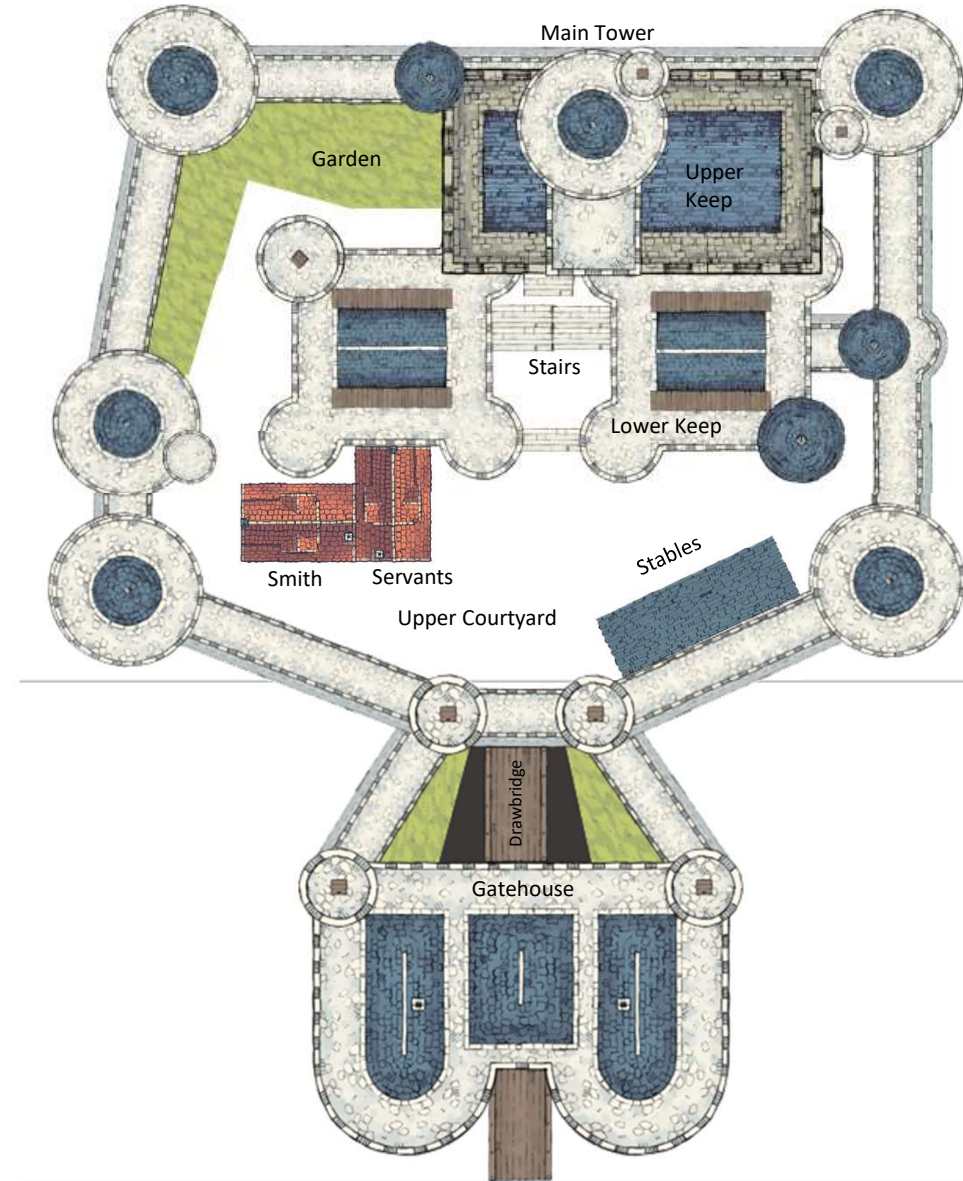 Main Tower
Garden
Upper
Keep
Stairs
Lower Keep
Stables
Smith
Servants
Upper Courtyard
Drawbridge
Gatehouse